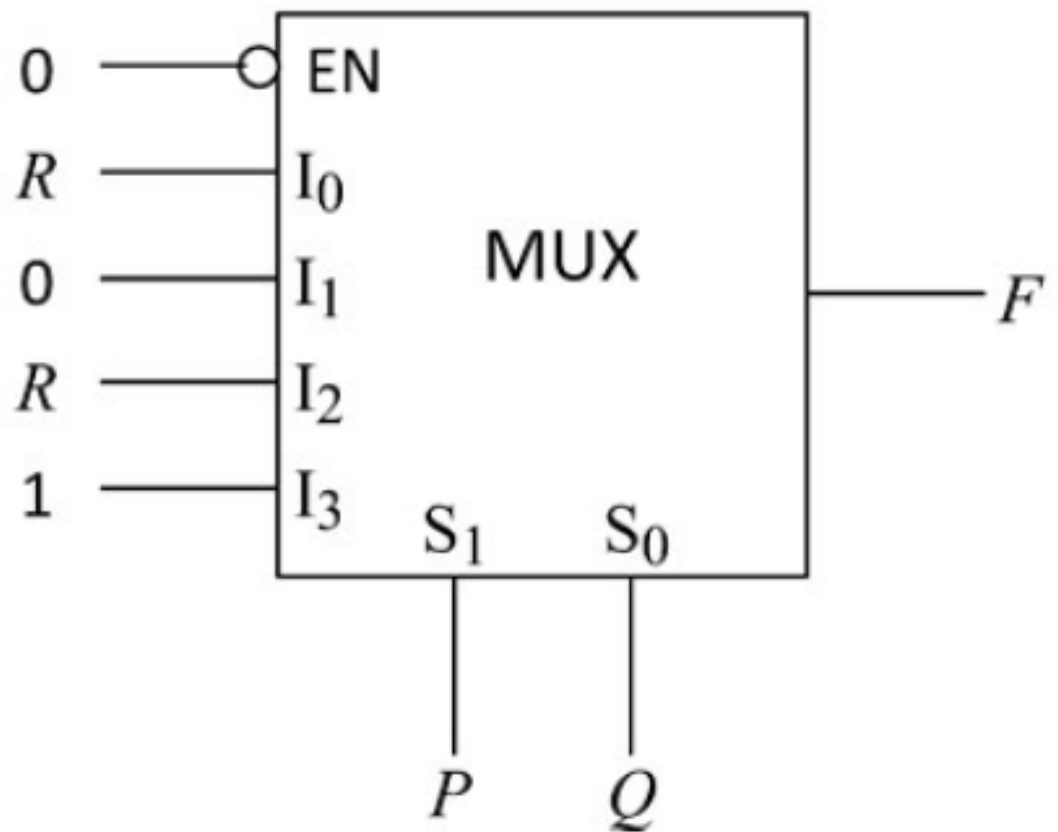 0 EN
R I₀
MUX
0 I₁
F
R I₂
1 I₃
S₁ S₀
P Q